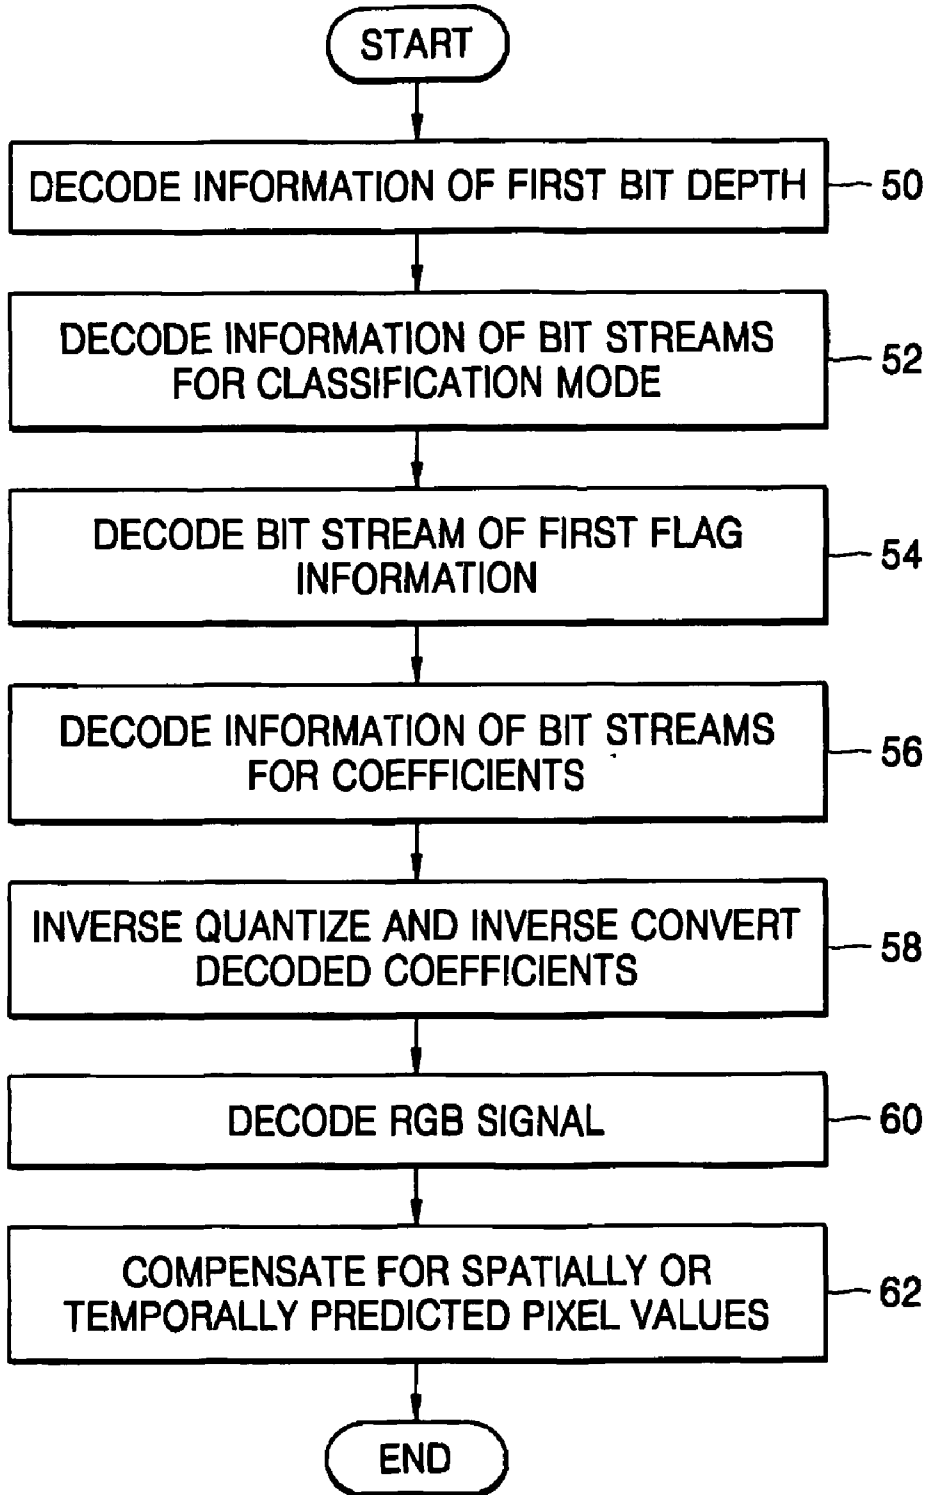 START
DECODE INFORMATION OF FIRST BIT DEPTH
50
DECODE INFORMATION OF BIT STREAMS
FOR CLASSIFICATION MODE
52
DECODE BIT STREAM OF FIRST FLAG
INFORMATION
54
DECODE INFORMATION OF BIT STREAMS
FOR COEFFICIENTS
56
INVERSE QUANTIZE AND INVERSE CONVERT
DECODED COEFFICIENTS
58
DECODE RGB SIGNAL
60
COMPENSATE FOR SPATIALLY OR
TEMPORALLY PREDICTED PIXEL VALUES
62
END